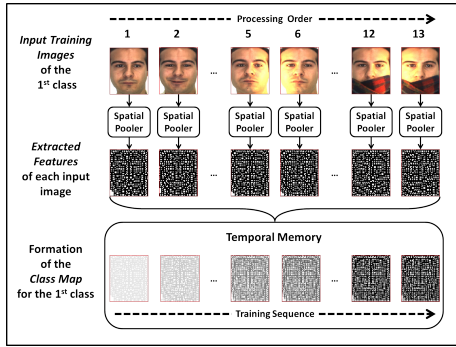 Processing Order
Input Training
Images
of the
1st class
1 2 5 6 12 13
... ...
Spatial Pooler Spatial Pooler Spatial Pooler Spatial Pooler Spatial Pooler Spatial Pooler
Extracted
Features
of each input
image
... ...
Temporal Memory
Formation
of the
Class Map
for the 1st class
... ...
Training Sequence